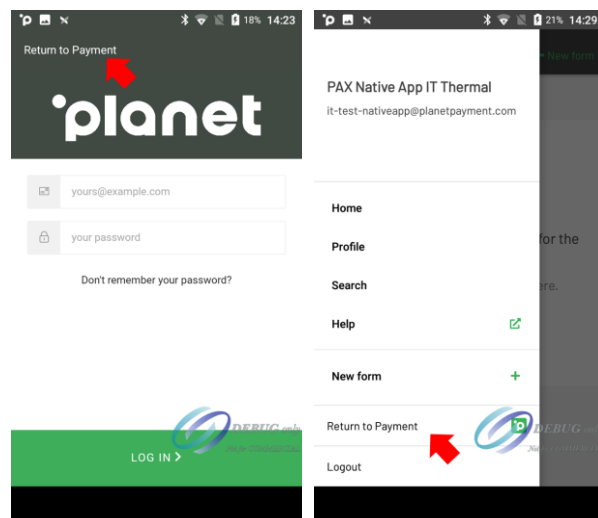 18% 14:23
Return to Payment
planet
yours@example.com
your password
Don't remember your password?
DEBUG only
LOG IN >
21% 14:29
New form
PAX Native App IT Thermal
it-test-nativeapp@planetpayment.com
Home
Profile
for the
Search
ere.
Help
New form +
Return to Payment
DEBUG only
Logout